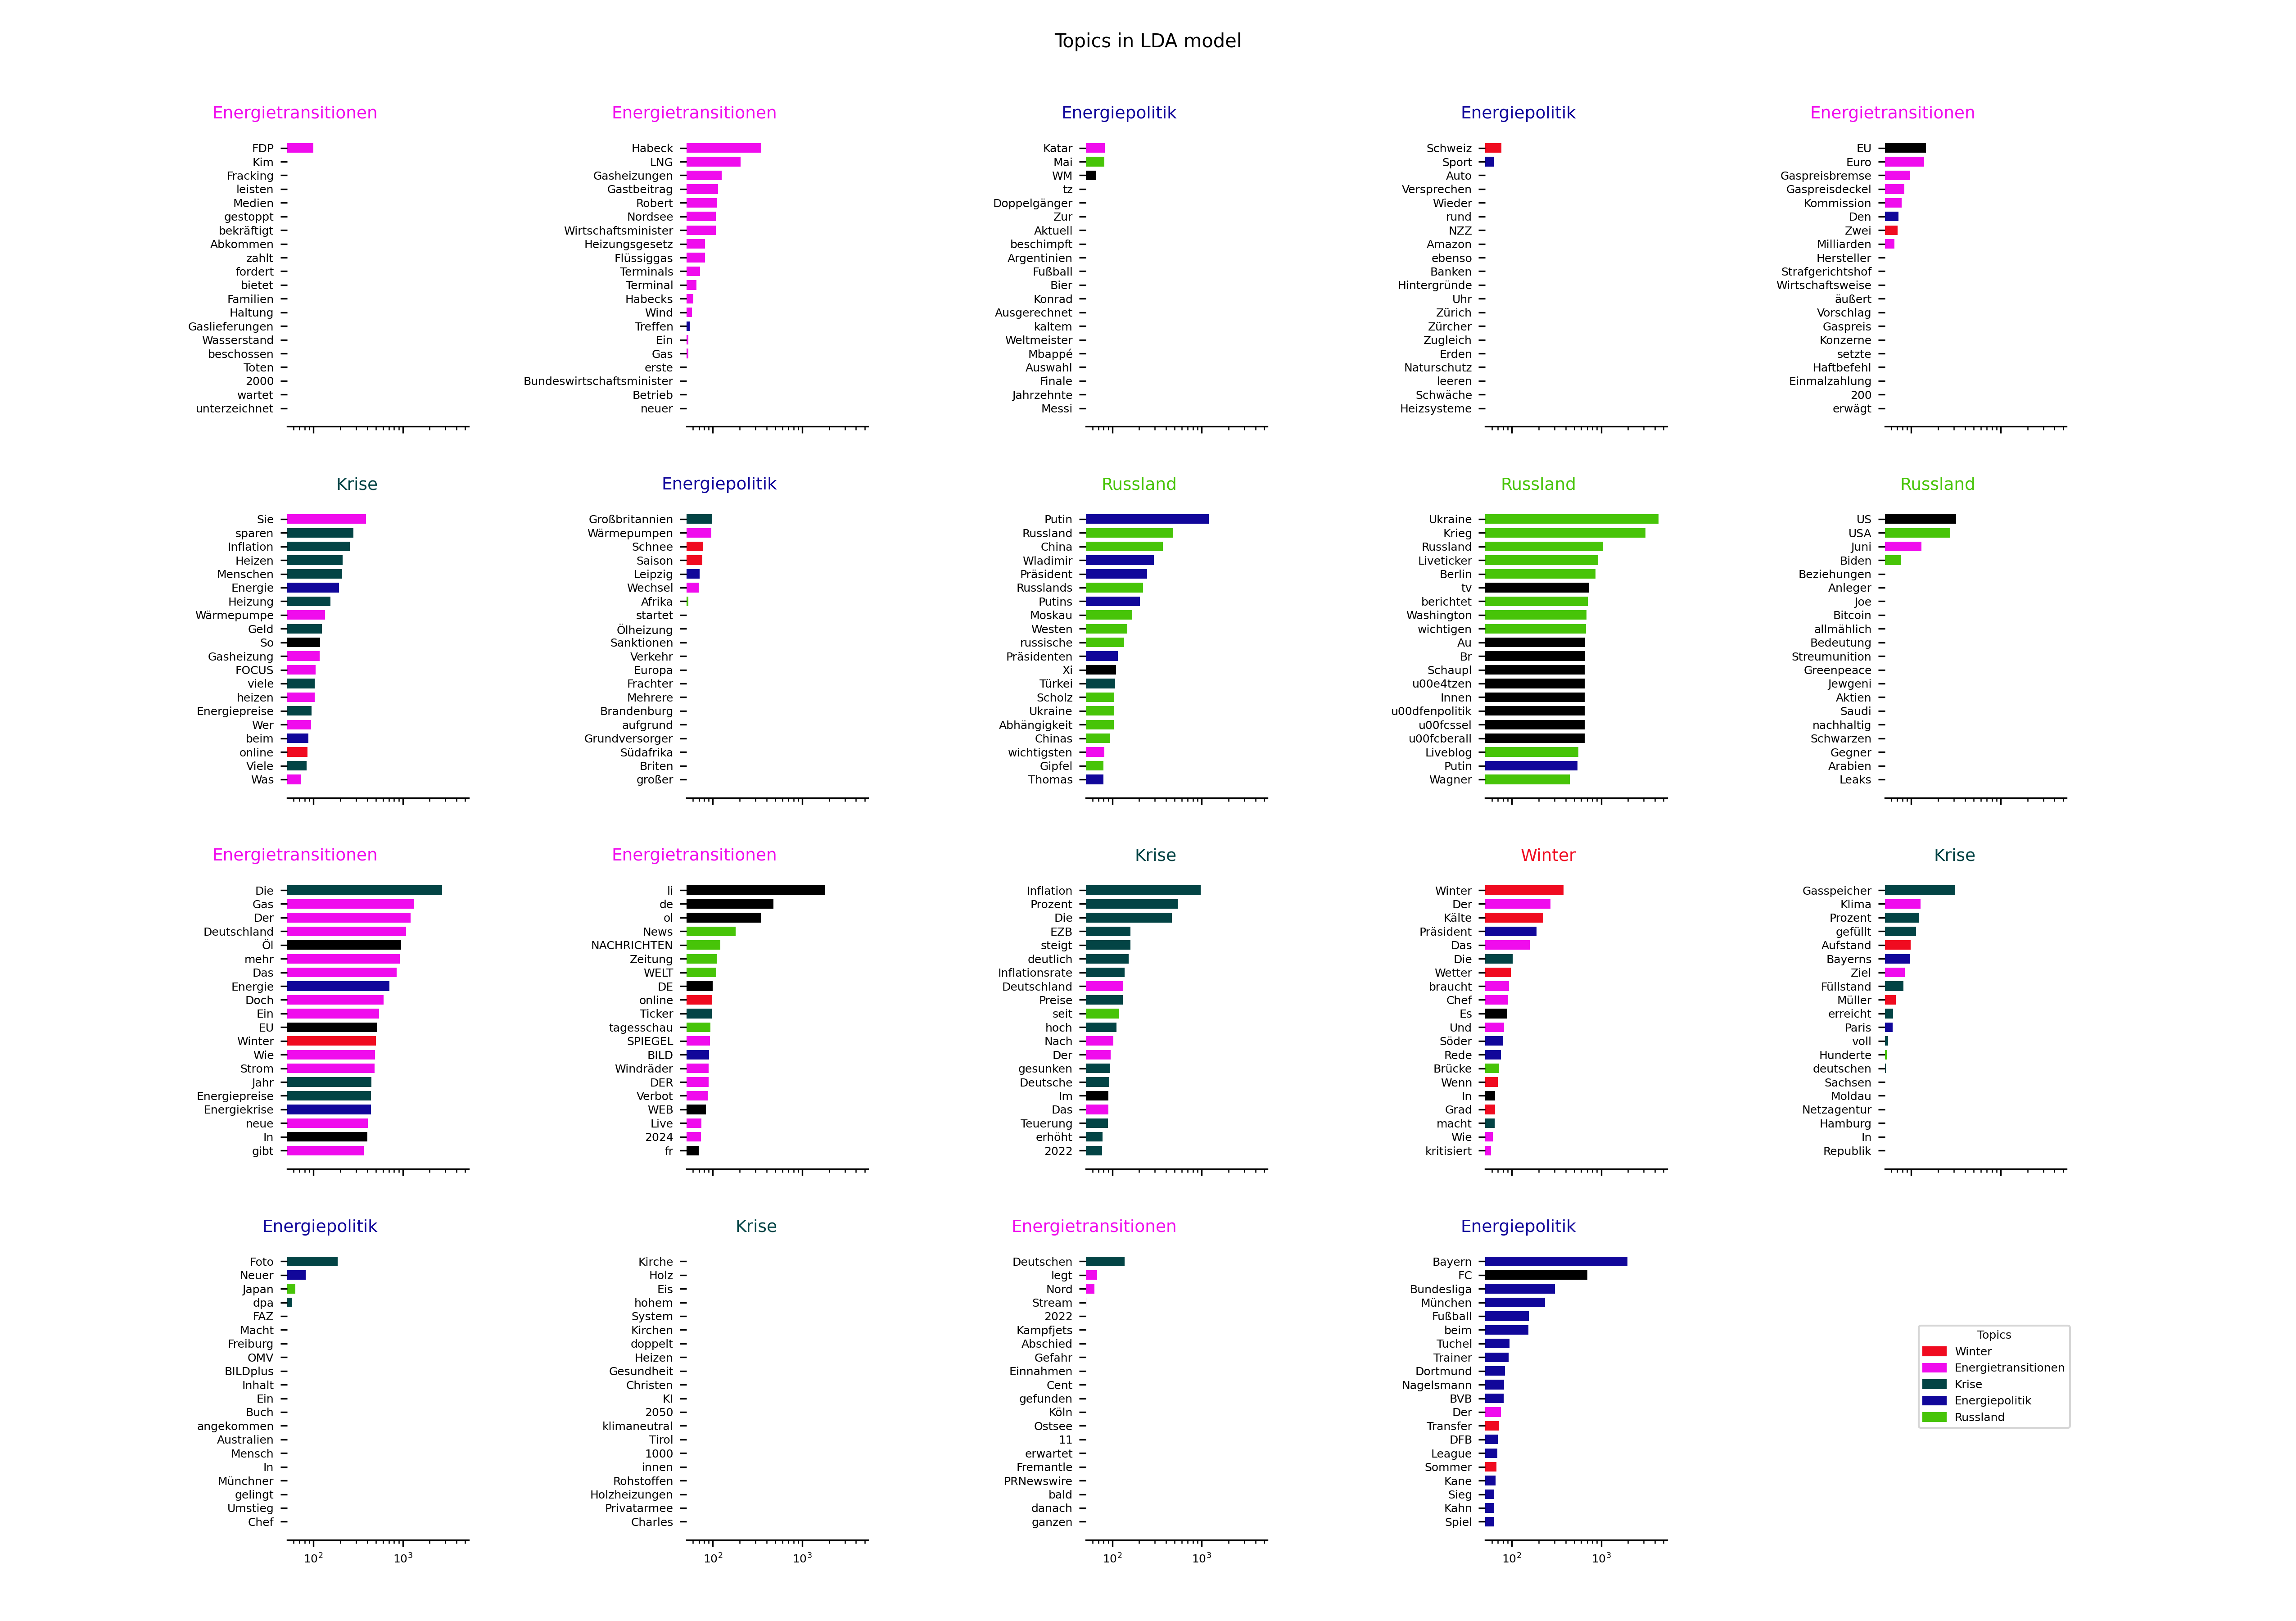 Topics in LDA model
Energietransitionen
FDP
Kim
Fracking
leisten
Medien
gestoppt
bekräftigt
Abkommen
zahlt
fordert
bietet
Familien
Haltung
Gaslieferungen
Wasserstand
beschossen
Toten
2000
wartet
unterzeichnet
Energietransitionen
Habeck
LNG
Gasheizungen
Gastbeitrag
Robert
Nordsee
Wirtschaftsminister
Heizungsgesetz
Flüssiggas
Terminals
Terminal
Habecks
Wind
Treffen
Ein
Gas
erste
Bundeswirtschaftsminister
Betrieb
neuer
Energiepolitik
Katar
Mai
WM
tz
Doppelgänger
Zur
Aktuell
beschimpft
Argentinien
Fußball
Bier
Konrad
Ausgerechnet
kaltem
Weltmeister
Mbappé
Auswahl
Finale
Jahrzehnte
Messi
Energiepolitik
Schweiz
Sport
Auto
Versprechen
Wieder
rund
NZZ
Amazon
ebenso
Banken
Hintergründe
Uhr
Zürich
Zürcher
Zugleich
Erden
Naturschutz
leeren
Schwäche
Heizsysteme
Energietransitionen
EU
Euro
Gaspreisbremse
Gaspreisdeckel
Kommission
Den
Zwei
Milliarden
Hersteller
Strafgerichtshof
Wirtschaftsweise
äußert
Vorschlag
Gaspreis
Konzerne
setzte
Haftbefehl
Einmalzahlung
200
erwägt
Krise
Sie
sparen
Inflation
Heizen
Menschen
Energie
Heizung
Wärmepumpe
Geld
So
Gasheizung
FOCUS
viele
heizen
Energiepreise
Wer
beim
online
Viele
Was
Energiepolitik
Großbritannien
Wärmepumpen
Schnee
Saison
Leipzig
Wechsel
Afrika
startet
Ölheizung
Sanktionen
Verkehr
Europa
Frachter
Mehrere
Brandenburg
aufgrund
Grundversorger
Südafrika
Briten
großer
Russland
Putin
Russland
China
Wladimir
Präsident
Russlands
Putins
Moskau
Westen
russische
Präsidenten
Xi
Türkei
Scholz
Ukraine
Abhängigkeit
Chinas
wichtigsten
Gipfel
Thomas
Russland
Ukraine
Krieg
Russland
Liveticker
Berlin
tv
berichtet
Washington
wichtigen
Au
Br
Schaupl
u00e4tzen
Innen
u00dfenpolitik
u00fcssel
u00fcberall
Liveblog
Putin
Wagner
Russland
US
USA
Juni
Biden
Beziehungen
Anleger
Joe
Bitcoin
allmählich
Bedeutung
Streumunition
Greenpeace
Jewgeni
Aktien
Saudi
nachhaltig
Schwarzen
Gegner
Arabien
Leaks
Energietransitionen
Die
Gas
Der
Deutschland
Öl
mehr
Das
Energie
Doch
Ein
EU
Winter
Wie
Strom
Jahr
Energiepreise
Energiekrise
neue
In
gibt
Energietransitionen
li
de
ol
News
NACHRICHTEN
Zeitung
WELT
DE
online
Ticker
tagesschau
SPIEGEL
BILD
Windräder
DER
Verbot
WEB
Live
2024
fr
Krise
Inflation
Prozent
Die
EZB
steigt
deutlich
Inflationsrate
Deutschland
Preise
seit
hoch
Nach
Der
gesunken
Deutsche
Im
Das
Teuerung
erhöht
2022
Winter
Winter
Der
Kälte
Präsident
Das
Die
Wetter
braucht
Chef
Es
Und
Söder
Rede
Brücke
Wenn
In
Grad
macht
Wie
kritisiert
Krise
Gasspeicher
Klima
Prozent
gefüllt
Aufstand
Bayerns
Ziel
Füllstand
Müller
erreicht
Paris
voll
Hunderte
deutschen
Sachsen
Moldau
Netzagentur
Hamburg
In
Republik
Energiepolitik
Foto
Neuer
Japan
dpa
FAZ
Macht
Freiburg
OMV
BILDplus
Inhalt
Ein
Buch
angekommen
Australien
Mensch
In
Münchner
gelingt
Umstieg
Chef
10² 10³
Krise
Kirche
Holz
Eis
hohem
System
Kirchen
doppelt
Heizen
Gesundheit
Christen
KI
2050
klimaneutral
Tirol
1000
innen
Rohstoffen
Holzheizungen
Privatarmee
Charles
10² 10³
Energietransitionen
Deutschen
legt
Nord
Stream
2022
Kampfjets
Abschied
Gefahr
Einnahmen
Cent
gefunden
Köln
Ostsee
11
erwartet
Fremantle
PRNewswire
bald
danach
ganzen
10² 10³
Energiepolitik
Bayern
FC
Bundesliga
München
Fußball
beim
Tuchel
Trainer
Dortmund
Nagelsmann
BVB
Der
Transfer
DFB
League
Sommer
Kane
Sieg
Kahn
Spiel
10² 10³
Topics
Winter
Energietransitionen
Krise
Energiepolitik
Russland